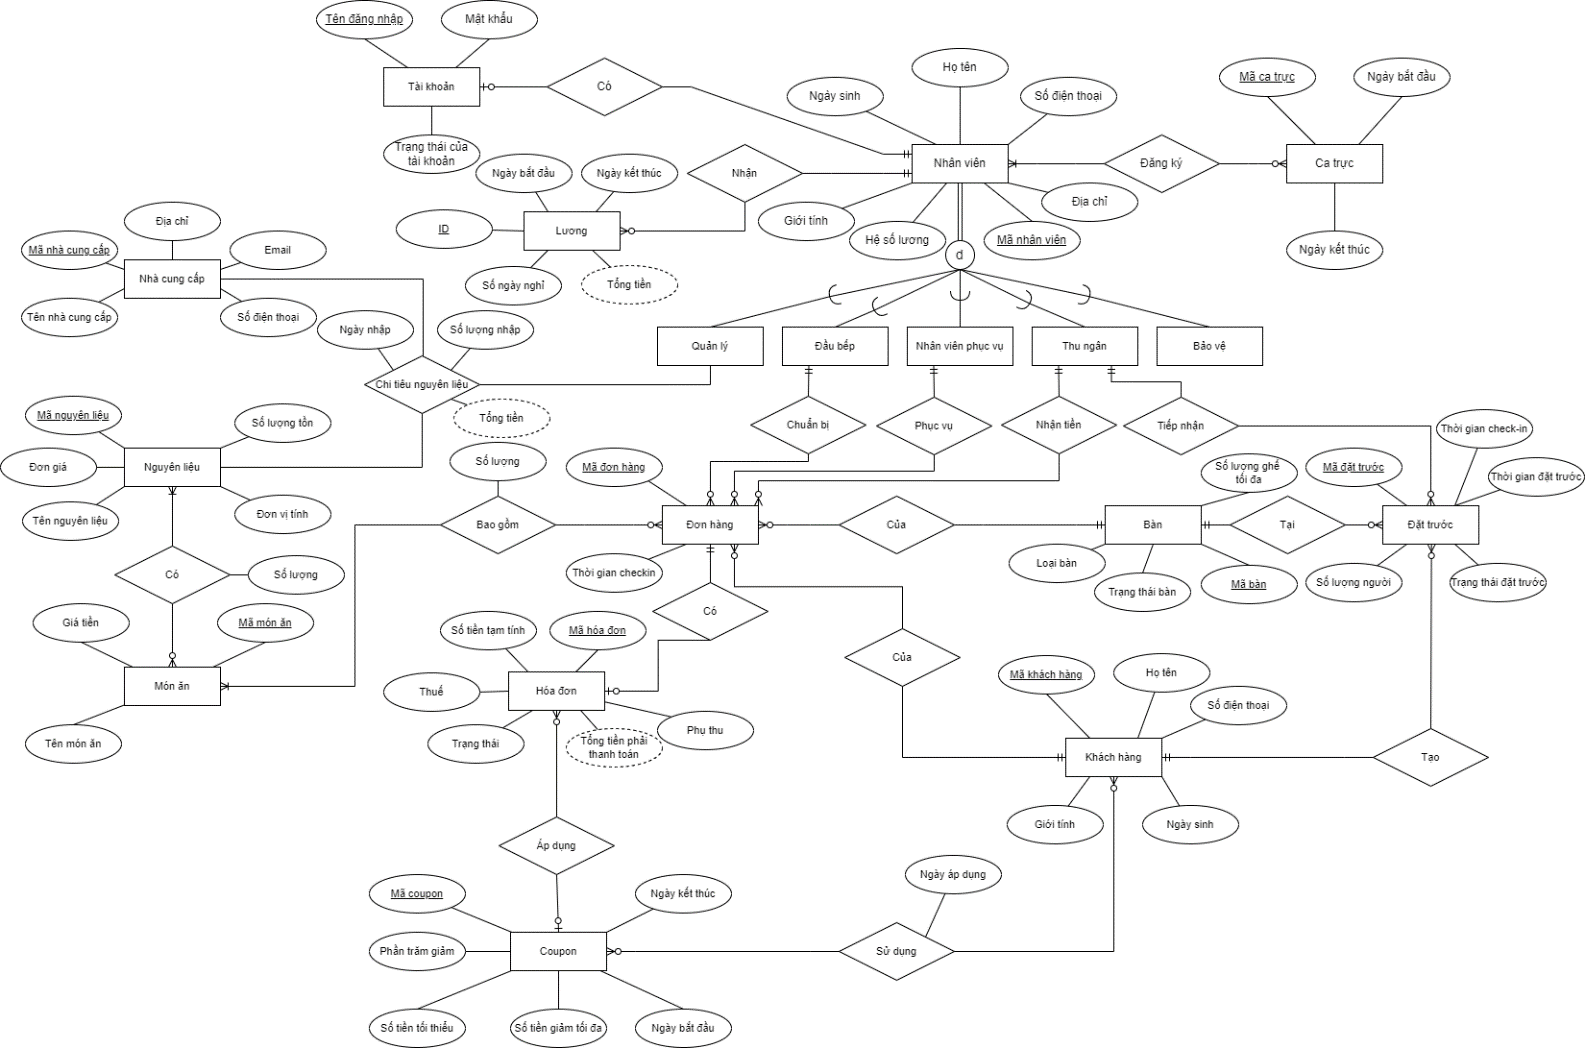 Tên đăng nhập
Mật khẩu
Tài khoản
Có
Trạng thái của
tài khoản
Họ tên
Ngày sinh
Số điện thoại
Nhân viên
Đăng ký
Mã ca trực
Ngày bắt đầu
Ca trực
Ngày kết thúc
Ngày bắt đầu
Ngày kết thúc
Nhận
Giới tính
Hệ số lương
Mã nhân viên
Địa chỉ
ID
Lương
Số ngày nghỉ
Tổng tiền
d
Địa chỉ
Mã nhà cung cấp
Email
Nhà cung cấp
Tên nhà cung cấp
Số điện thoại
Ngày nhập
Số lượng nhập
Chi tiêu nguyên liệu
Tổng tiền
Quản lý
Đầu bếp
Nhân viên phục vụ
Thu ngân
Bảo vệ
Chuẩn bị
Phục vụ
Nhận tiền
Tiếp nhận
Mã nguyên liệu
Số lượng tồn
Đơn giá
Nguyên liệu
Tên nguyên liệu
Đơn vị tính
Số lượng
Bao gồm
Mã đơn hàng
Đơn hàng
Thời gian checkin
Của
Số lượng ghế
tối đa
Bàn
Loại bàn
Trạng thái bàn
Mã bàn
Tại
Mã đặt trước
Thời gian check-in
Thời gian đặt trước
Đặt trước
Số lượng người
Trạng thái đặt trước
Có
Số lượng
Giá tiền
Mã món ăn
Món ăn
Tên món ăn
Có
Số tiền tạm tính
Mã hóa đơn
Thuế
Hóa đơn
Trạng thái
Tổng tiền phải
thanh toán
Phụ thu
Của
Mã khách hàng
Họ tên
Số điện thoại
Khách hàng
Giới tính
Ngày sinh
Tạo
Áp dụng
Mã coupon
Ngày kết thúc
Phần trăm giảm
Coupon
Số tiền tối thiểu
Số tiền giảm tối đa
Ngày bắt đầu
Ngày áp dụng
Sử dụng